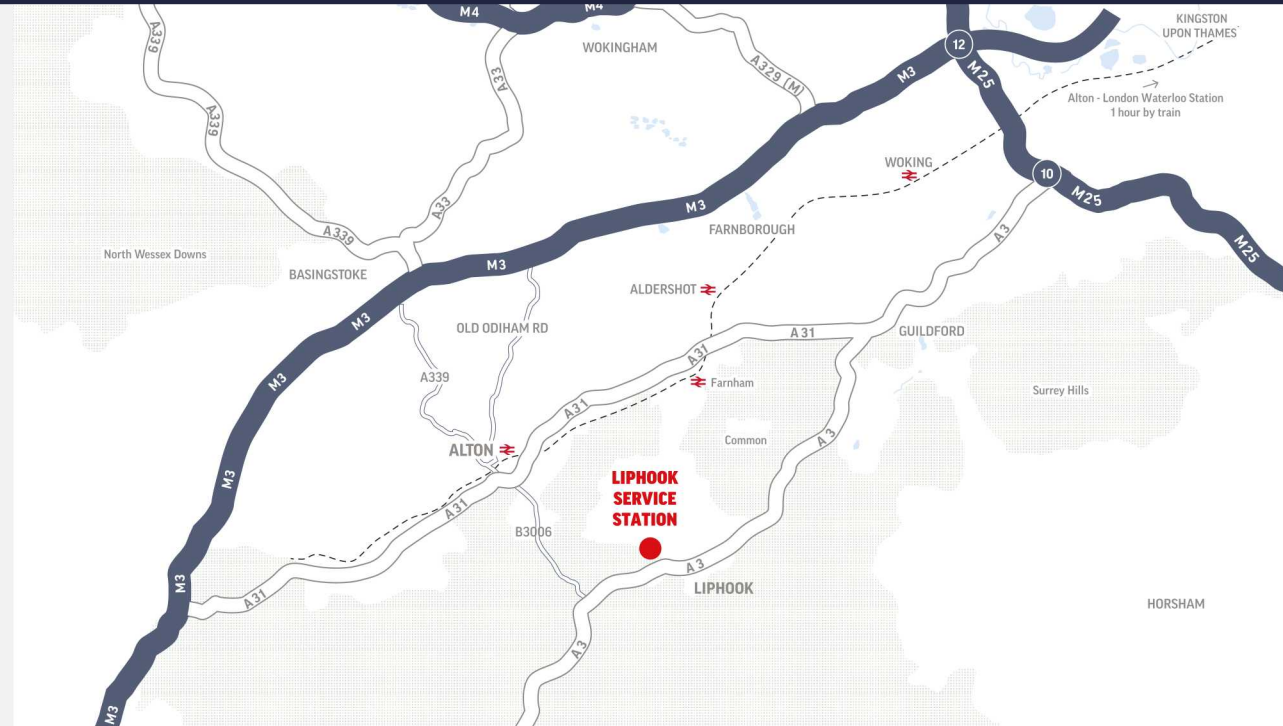 M4
M4
KINGSTON
UPON THAMES
A339
WOKINGHAM
12
A33
A329 (M)
M3
M25
Alton - London Waterloo Station
1 hour by train
A339
WOKING
10
M25
A33
M3
FARNBOROUGH
A3
A339
North Wessex Downs
M25
BASINGSTOKE
M3
ALDERSHOT
M3
OLD ODIHAM RD
A31
GUILDFORD
A31
A339
M3
Farnham
Surrey Hills
A31
Common
A3
ALTON
M3
LIPHOOK
SERVICE
STATION
A31
B3006
A3
M3
LIPHOOK
A31
HORSHAM
A3
M3